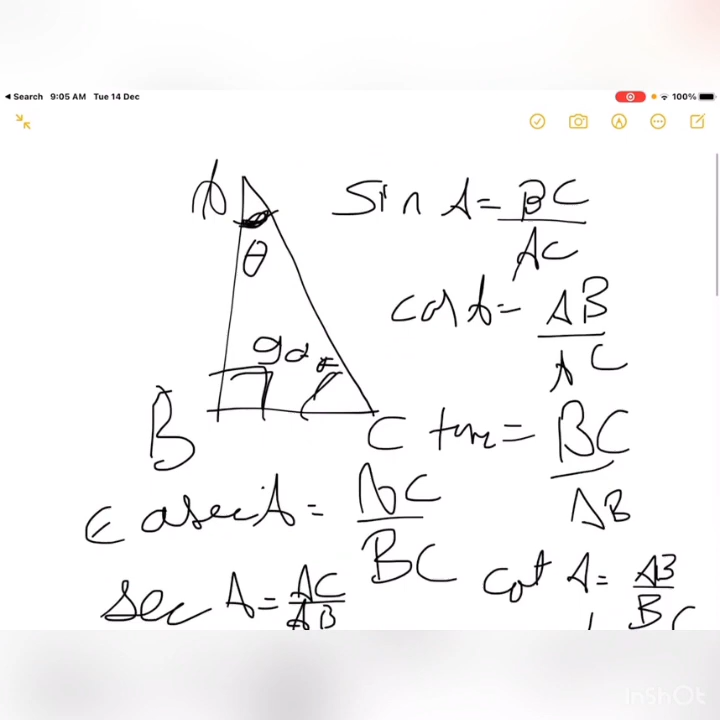 Search 9:05 AM Tue 14 Dec 100%
A sin A = BC / AC
θ
cos A = AB / AC
90
B C tan = BC / AB
cosec A = AC / BC
sec A = AC / AB cot A = AB / BC
InShOt